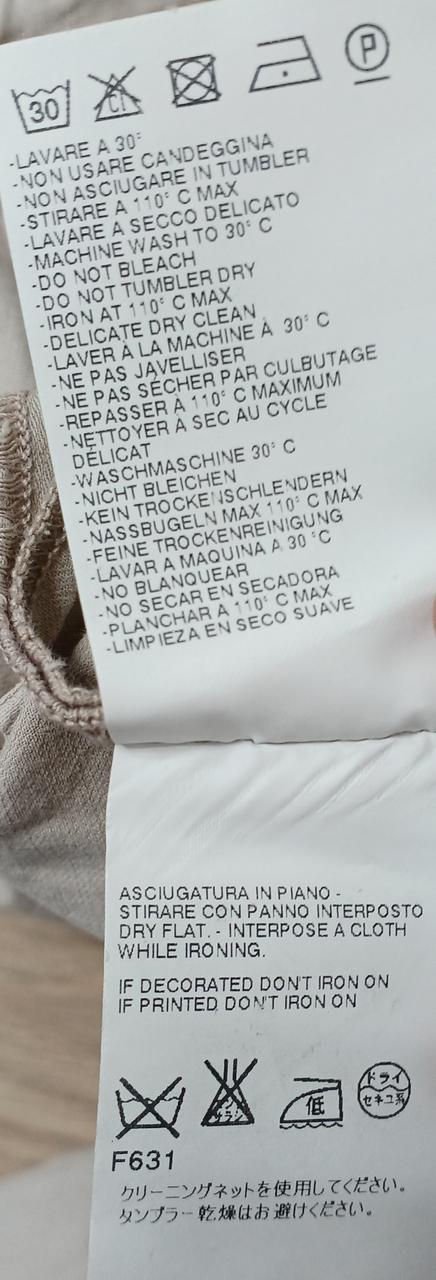 30 CL P
-LAVARE A 30°
-NON USARE CANDEGGINA
-NON ASCIUGARE IN TUMBLER
-STIRARE A 110° C MAX
-LAVARE A SECCO DELICATO
-MACHINE WASH TO 30° C
-DO NOT BLEACH
-DO NOT TUMBLER DRY
-IRON AT 110° C MAX
-DELICATE DRY CLEAN
-LAVER À LA MACHINE À 30° C
-NE PAS JAVELLISER
-NE PAS SÉCHER PAR CULBUTAGE
-REPASSER À 110° C MAXIMUM
-NETTOYER À SEC AU CYCLE
DÉLICAT
-WASCHMASCHINE 30° C
-NICHT BLEICHEN
-KEIN TROCKENSCHLENDERN
-NASSBUGELN MAX 110° C MAX
-FEINE TROCKENREINIGUNG
-LAVAR A MAQUINA A 30 °C
-NO BLANQUEAR
-NO SECAR EN SECADORA
-PLANCHAR A 110° C MAX
-LIMPIEZA EN SECO SUAVE
ASCIUGATURA IN PIANO -
STIRARE CON PANNO INTERPOSTO
DRY FLAT. - INTERPOSE A CLOTH
WHILE IRONING.
IF DECORATED DON'T IRON ON
IF PRINTED DON'T IRON ON
低 ドライ
セキユ系
F631
クリーニングネットを使用してください。
タンブラー乾燥はお避けください。